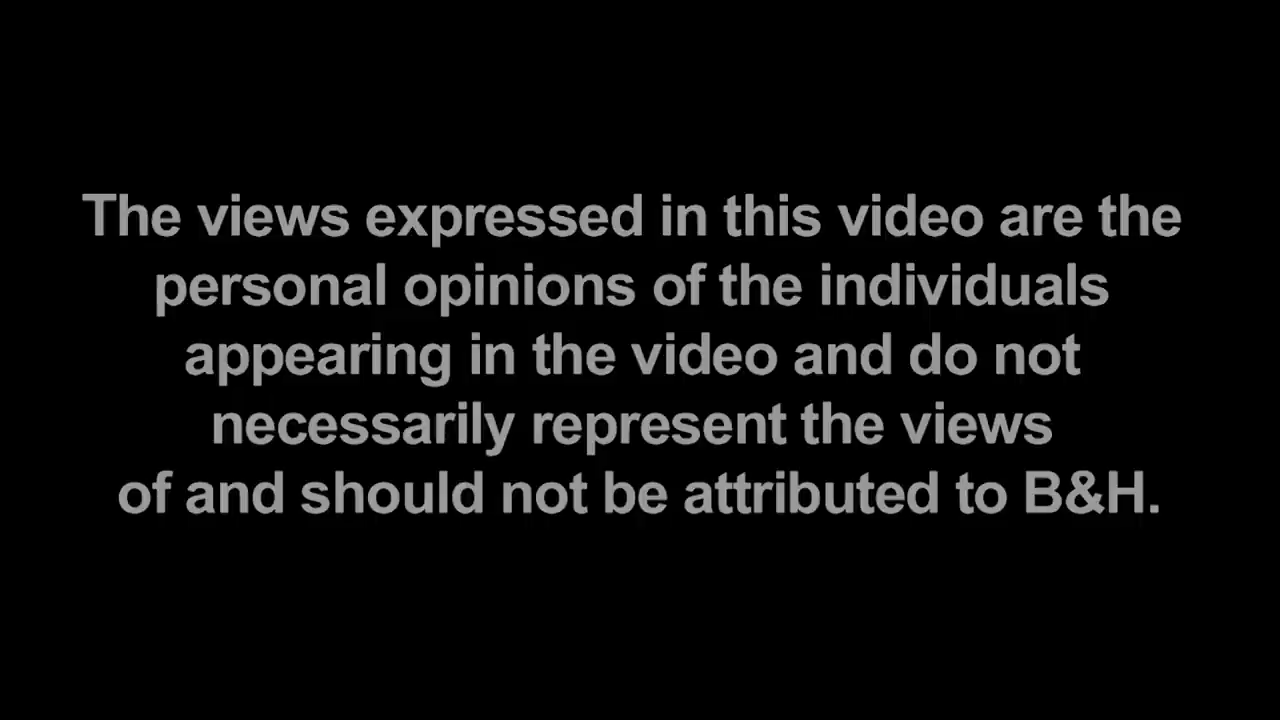 The views expressed in this video are the
personal opinions of the individuals
appearing in the video and do not
necessarily represent the views
of and should not be attributed to B&H.